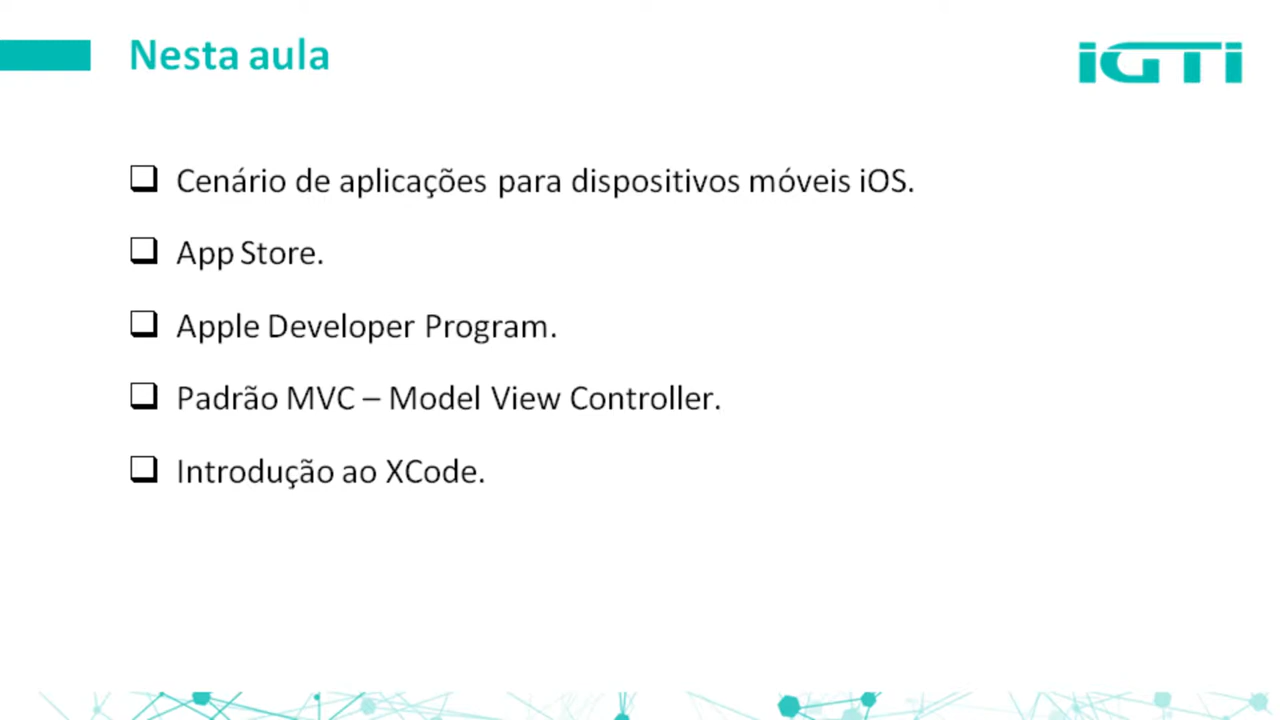 Nesta aula
iGTi
Cenário de aplicações para dispositivos móveis iOS.
App Store.
Apple Developer Program.
Padrão MVC – Model View Controller.
Introdução ao XCode.